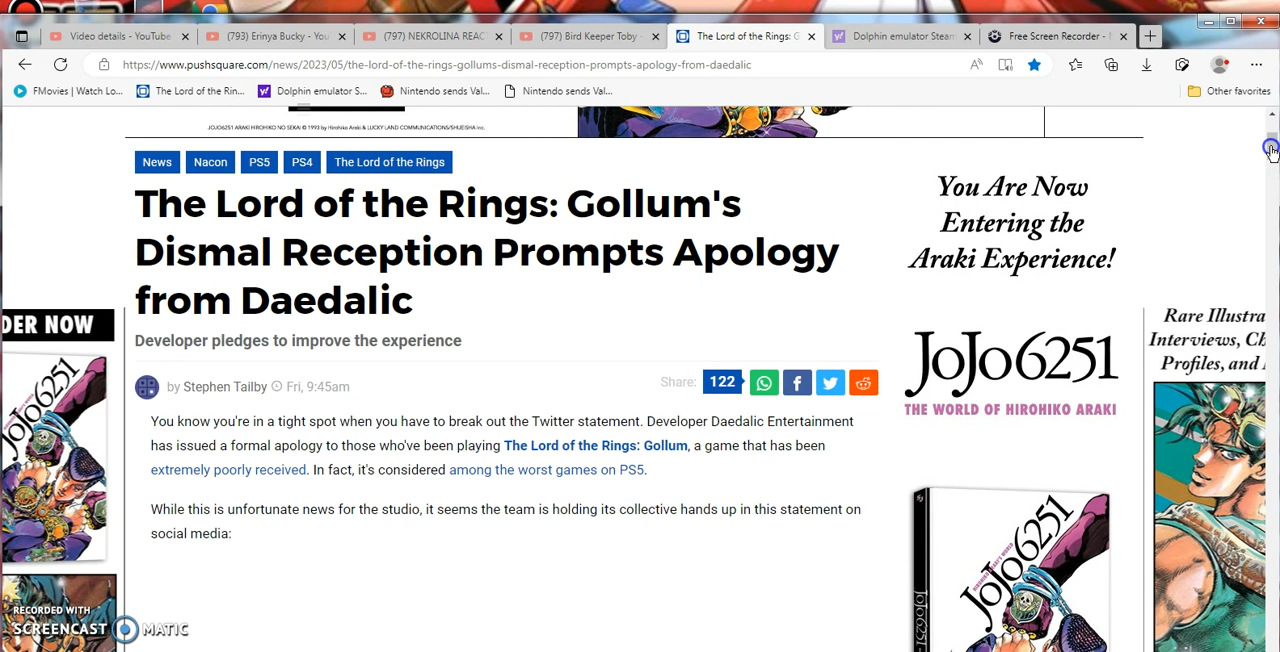 Video details - YouTube
(793) Erinya Bucky - You
(797) NEKROLINA REAC
(797) Bird Keeper Toby -
The Lord of the Rings: G
Dolphin emulator Steam
Free Screen Recorder -
https://www.pushsquare.com/news/2023/05/the-lord-of-the-rings-gollums-dismal-reception-prompts-apology-from-daedalic
FMovies | Watch Lo...
The Lord of the Rin...
Dolphin emulator S...
Nintendo sends Val...
Nintendo sends Val...
Other favorites
JOJO6251 ARAKI HIROHIKO NO SEKAI © 1993 by Hirohiko Araki & LUCKY LAND COMMUNICATIONS/SHUEISHA Inc.
News
Nacon
PS5
PS4
The Lord of the Rings
The Lord of the Rings: Gollum's
Dismal Reception Prompts Apology
from Daedalic
Developer pledges to improve the experience
by Stephen Tailby Fri, 9:45am
Share: 122
You know you're in a tight spot when you have to break out the Twitter statement. Developer Daedalic Entertainment
has issued a formal apology to those who've been playing The Lord of the Rings: Gollum, a game that has been
extremely poorly received. In fact, it's considered among the worst games on PS5.
While this is unfortunate news for the studio, it seems the team is holding its collective hands up in this statement on
social media:
You Are Now
Entering the
Araki Experience!
JoJo6251
THE WORLD OF HIROHIKO ARAKI
JoJo6251
DER NOW
JoJo6251
Rare Illustra
Interviews, Ch
Profiles, and
RECORDED WITH
SCREENCAST MATIC